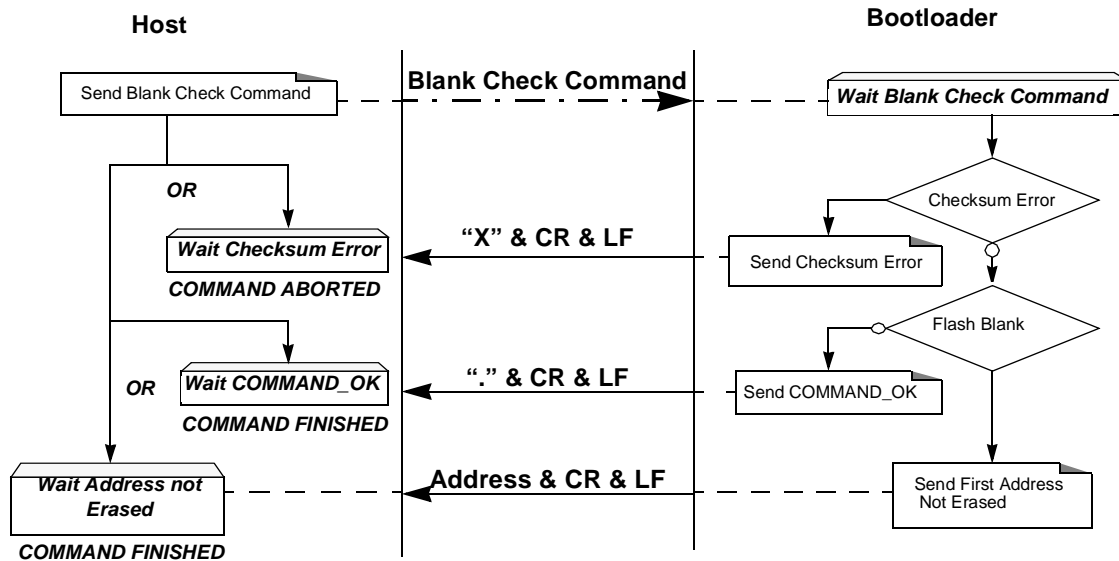 Host
Bootloader
Send Blank Check Command
Blank Check Command
Wait Blank Check Command
OR
Checksum Error
Wait Checksum Error
"X" & CR & LF
Send Checksum Error
COMMAND ABORTED
Flash Blank
OR
Wait COMMAND_OK
"." & CR & LF
Send COMMAND_OK
COMMAND FINISHED
Wait Address not
Erased
Address & CR & LF
Send First Address
Not Erased
COMMAND FINISHED